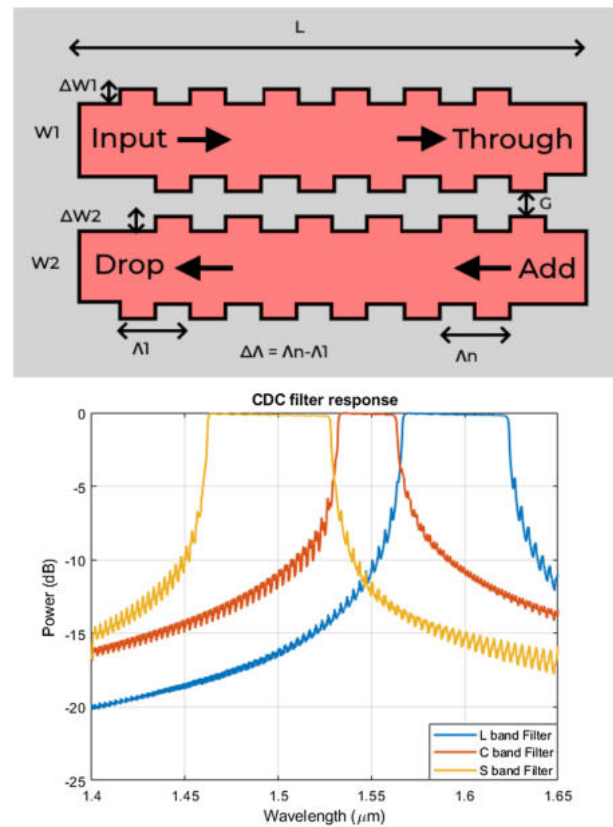 L
ΔW1
W1
Input
Through
G
ΔW2
W2
Drop
Add
Λ1
ΔΛ = Λn-Λ1
Λn
CDC filter response
0
-5
-10
-15
-20
-25
Power (dB)
1.4
1.45
1.5
1.55
1.6
1.65
Wavelength (μm)
L band Filter
C band Filter
S band Filter